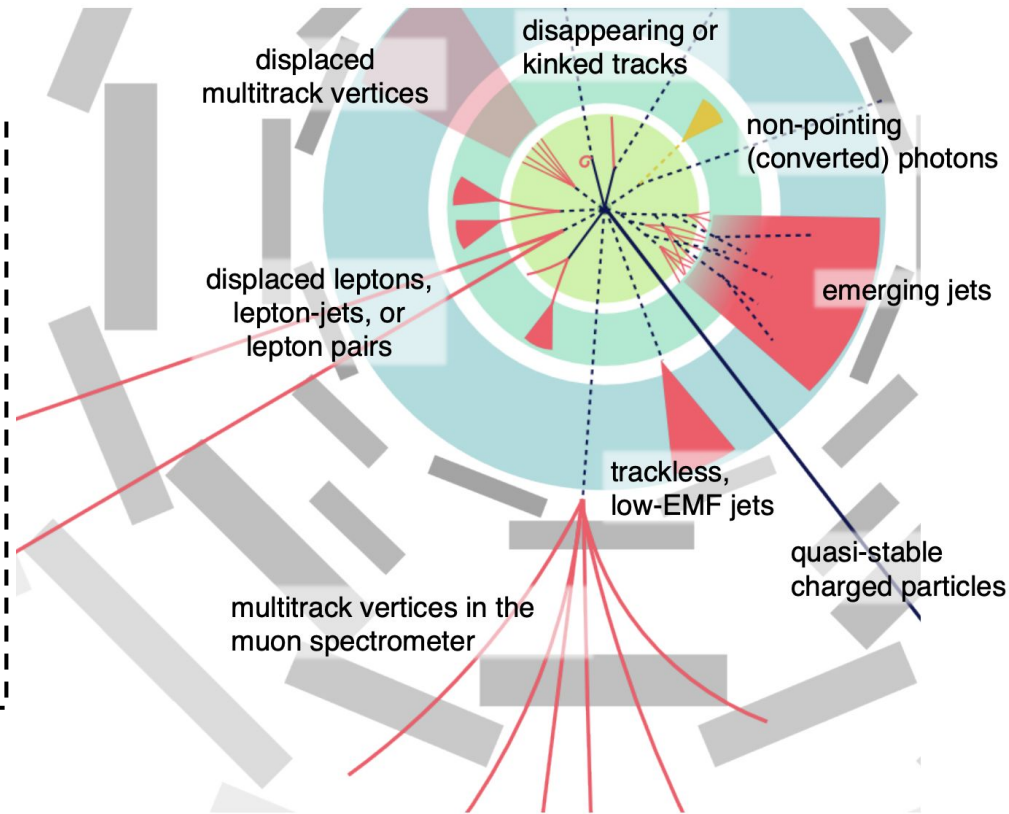 disappearing or
kinked tracks
displaced
multitrack vertices
non-pointing
(converted) photons
displaced leptons,
lepton-jets, or
lepton pairs
emerging jets
trackless,
low-EMF jets
quasi-stable
charged particles
multitrack vertices in the
muon spectrometer